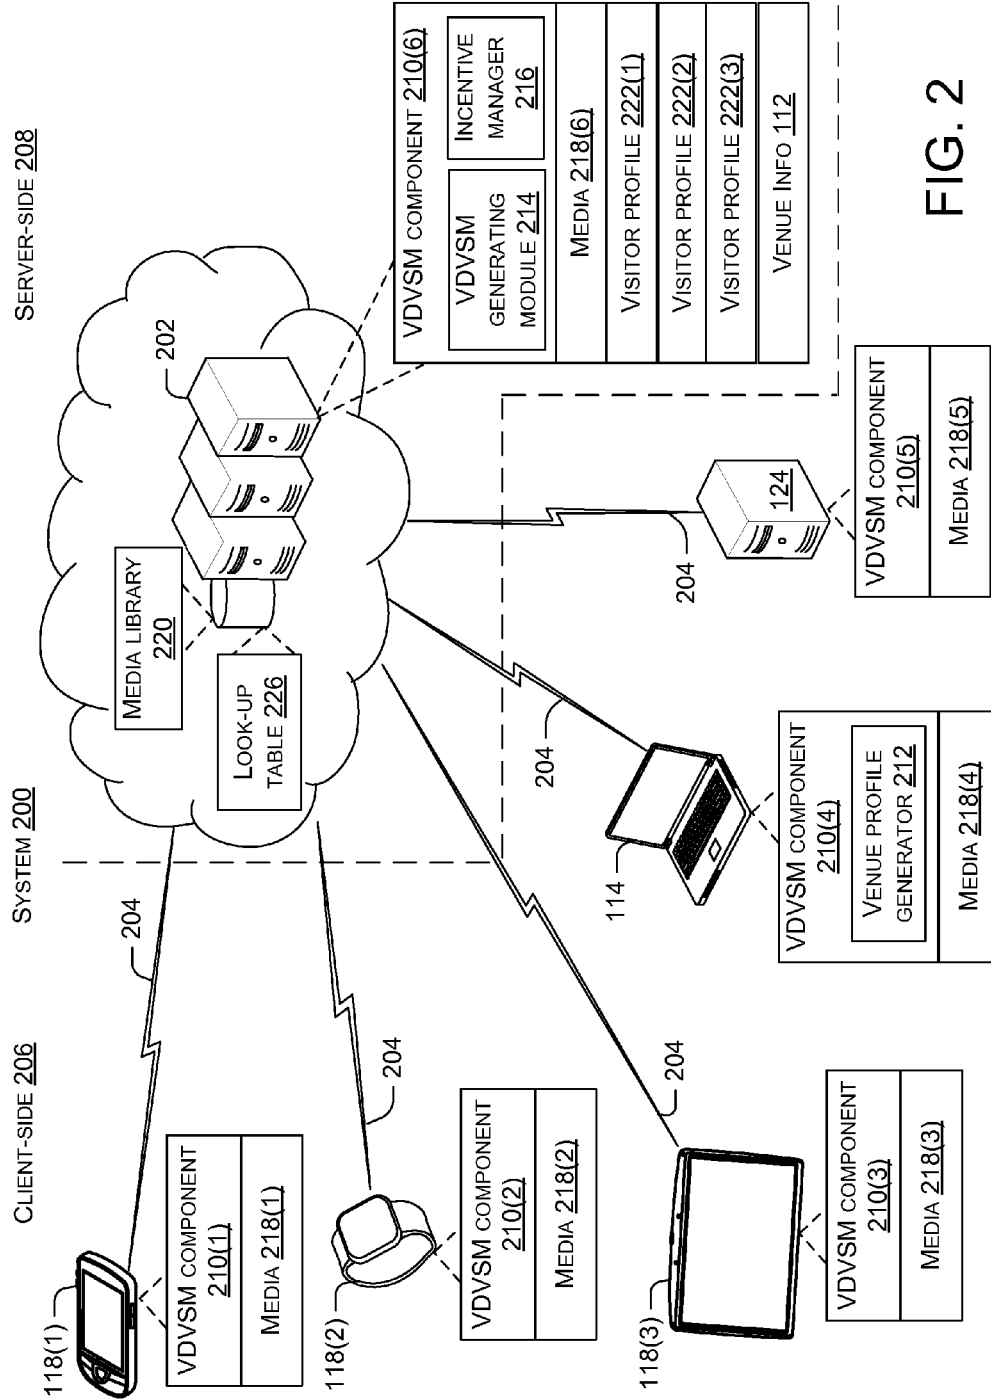 SYSTEM 200
CLIENT-SIDE 206
SERVER-SIDE 208
118(1)
VDVSM COMPONENT
210(1)
MEDIA 218(1)
204
118(2)
VDVSM COMPONENT
210(2)
MEDIA 218(2)
204
118(3)
VDVSM COMPONENT
210(3)
MEDIA 218(3)
204
114
VDVSM COMPONENT
210(4)
VENUE PROFILE
GENERATOR 212
MEDIA 218(4)
204
124
VDVSM COMPONENT
210(5)
MEDIA 218(5)
204
MEDIA LIBRARY
220
LOOK-UP
TABLE 226
202
VDVSM COMPONENT 210(6)
VDVSM
GENERATING
MODULE 214
INCENTIVE
MANAGER
216
MEDIA 218(6)
VISITOR PROFILE 222(1)
VISITOR PROFILE 222(2)
VISITOR PROFILE 222(3)
VENUE INFO 112
FIG. 2